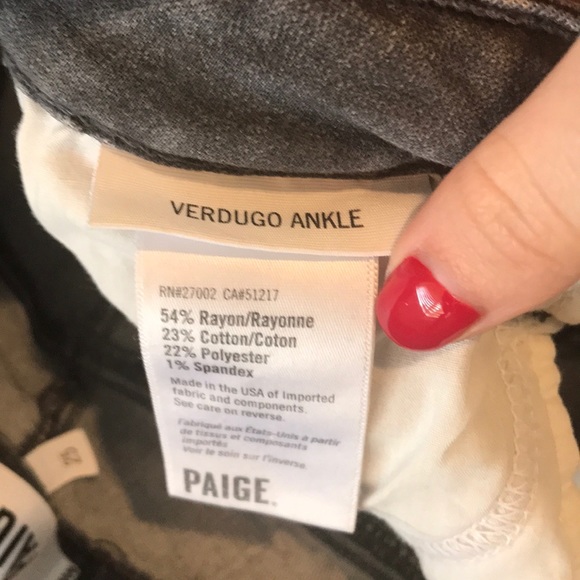 VERDUGO ANKLE
RN#27002 CA#51217
54% Rayon/Rayonne
23% Cotton/Coton
22% Polyester
1% Spandex
Made in the USA of Imported
fabric and components.
See care on reverse.
Fabriqué aux États-Unis à partir
de tissus et composants
importés
Voir le soin sur l'inverse.
PAIGE.